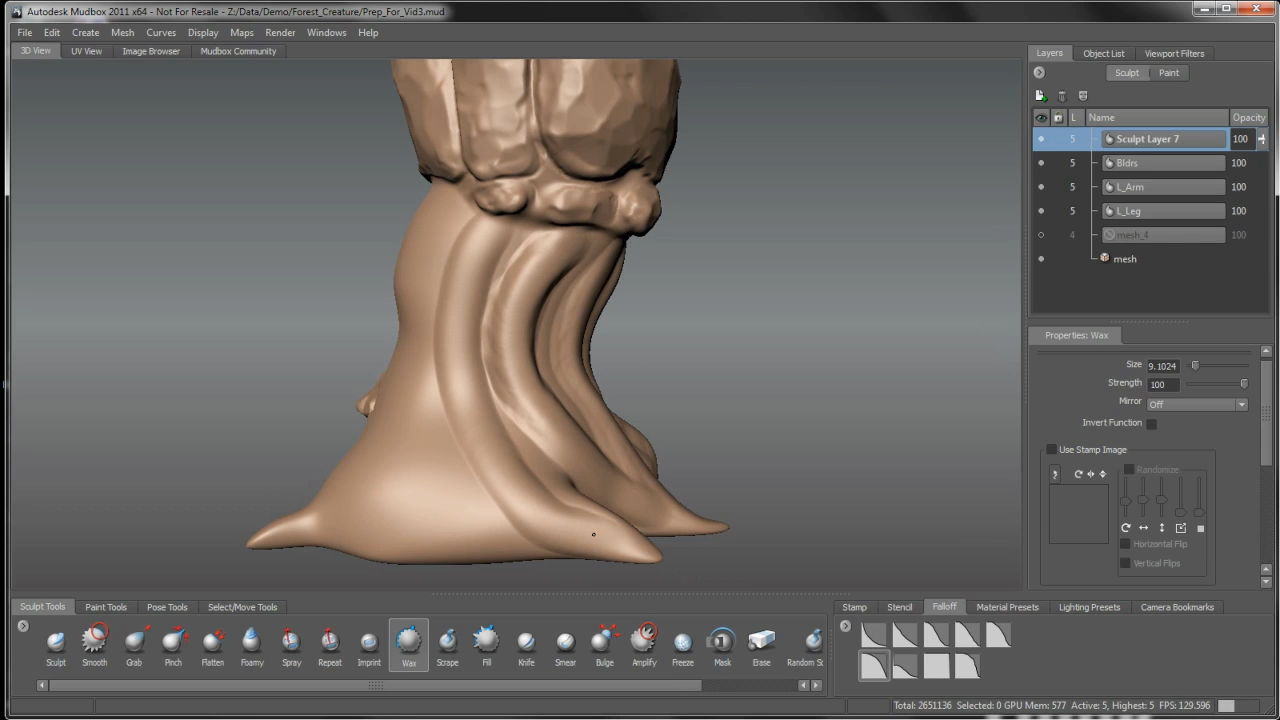 Autodesk Mudbox 2011 x64 - Not For Resale - Z:/Data/Demo/Forest_Creature/Prep_For_Vid3.mud
File Edit Create Mesh Curves Display Maps Render Windows Help
3D View UV View Image Browser Mudbox Community
Layers Object List Viewport Filters
Sculpt Paint
L Name Opacity
5 Sculpt Layer 7 100
5 Bldrs 100
5 L_Arm 100
5 L_Leg 100
4 mesh_4 100
mesh
Properties: Wax
Size 9.1024
Strength 100
Mirror Off
Invert Function
Use Stamp Image
Randomize
Horizontal Flip
Vertical Flips
Sculpt Tools Paint Tools Pose Tools Select/Move Tools
Sculpt Smooth Grab Pinch Flatten Foamy Spray Repeat Imprint Wax Scrape Fill Knife Smear Bulge Amplify Freeze Mask Erase Random Sc
Stamp Stencil Falloff Material Presets Lighting Presets Camera Bookmarks
Total: 2651136 Selected: 0 GPU Mem: 577 Active: 5, Highest: 5 FPS: 129.596